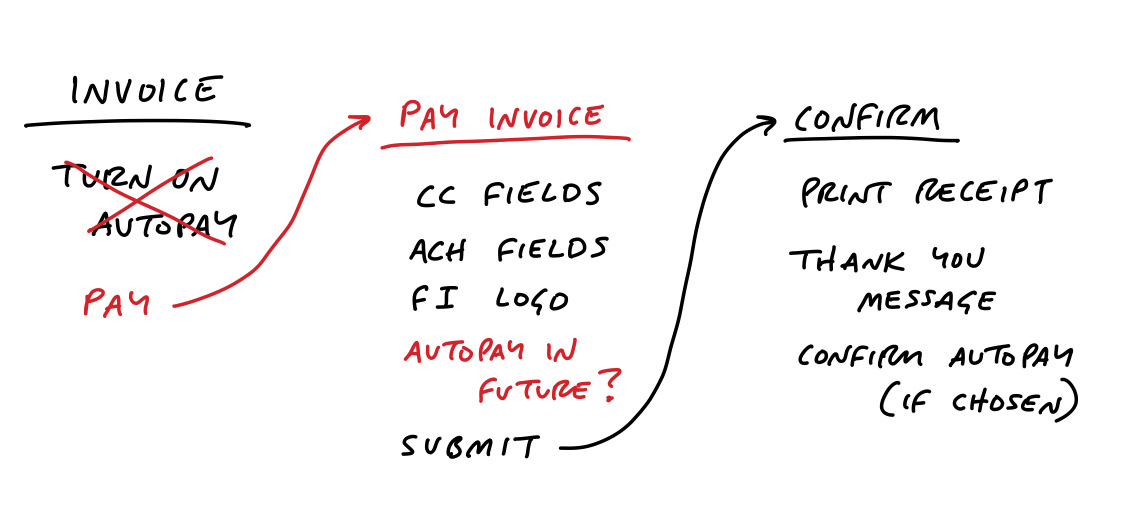 INVOICE
TURN ON
AUTOPAY
PAY
PAY INVOICE
CC FIELDS
ACH FIELDS
FI LOGO
AUTOPAY IN
FUTURE?
SUBMIT
CONFIRM
PRINT RECEIPT
THANK YOU
MESSAGE
CONFIRM AUTOPAY
(IF CHOSEN)